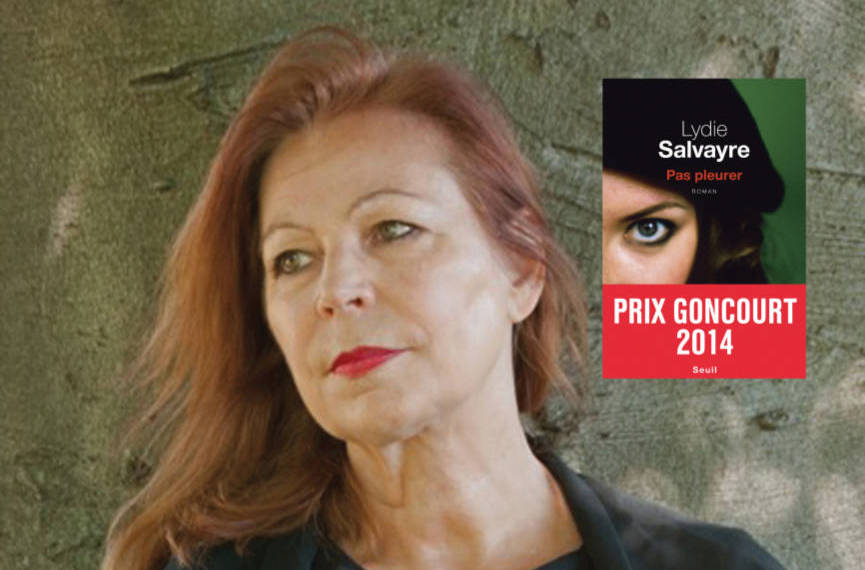 Lydie
Salvayre
Pas pleurer
ROMAN
PRIX GONCOURT
2014
Seuil